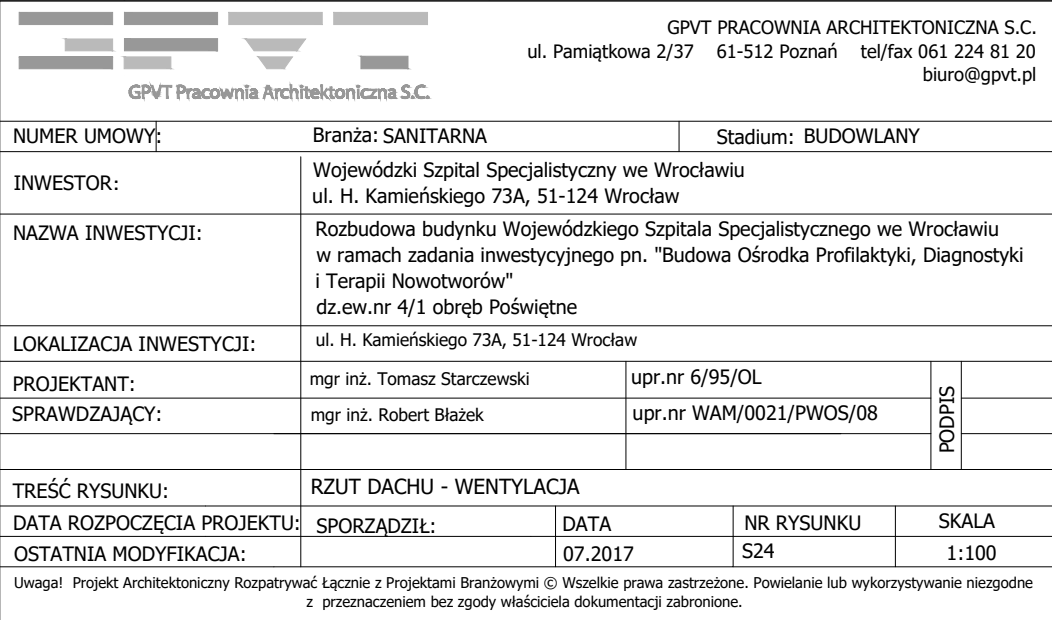 GPVT Pracownia Architektoniczna S.C.
GPVT PRACOWNIA ARCHITEKTONICZNA S.C.
ul. Pamiątkowa 2/37 61-512 Poznań tel/fax 061 224 81 20
biuro@gpvt.pl
NUMER UMOWY: Branża: SANITARNA Stadium: BUDOWLANY
INWESTOR:
Wojewódzki Szpital Specjalistyczny we Wrocławiu
ul. H. Kamieńskiego 73A, 51-124 Wrocław
NAZWA INWESTYCJI:
Rozbudowa budynku Wojewódzkiego Szpitala Specjalistycznego we Wrocławiu
w ramach zadania inwestycyjnego pn. "Budowa Ośrodka Profilaktyki, Diagnostyki
i Terapii Nowotworów"
dz.ew.nr 4/1 obręb Poświętne
LOKALIZACJA INWESTYCJI: ul. H. Kamieńskiego 73A, 51-124 Wrocław
PROJEKTANT: mgr inż. Tomasz Starczewski upr.nr 6/95/OL
SPRAWDZAJĄCY: mgr inż. Robert Błażek upr.nr WAM/0021/PWOS/08
PODPIS
TREŚĆ RYSUNKU: RZUT DACHU - WENTYLACJA
DATA ROZPOCZĘCIA PROJEKTU: SPORZĄDZIŁ: DATA NR RYSUNKU SKALA
OSTATNIA MODYFIKACJA: 07.2017 S24 1:100
Uwaga! Projekt Architektoniczny Rozpatrywać Łącznie z Projektami Branżowymi © Wszelkie prawa zastrzeżone. Powielanie lub wykorzystywanie niezgodne
z przeznaczeniem bez zgody właściciela dokumentacji zabronione.